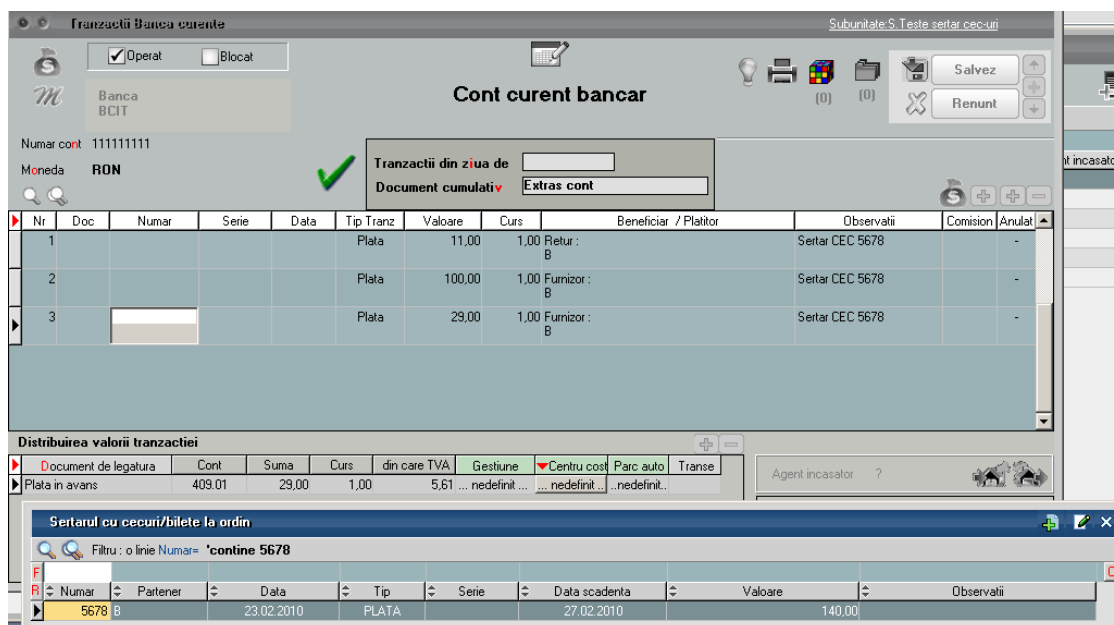 Tranzactii Banca curente Subunitate:S.Teste sertar cec-uri
Operat Blocat
Banca
BCIT
Cont curent bancar
(0) (0)
Salvez
Renunt
Numar cont 111111111
Moneda RON
Tranzactii din ziua de
Document cumulativ Extras cont
nt incasato
Nr Doc Numar Serie Data Tip Tranz Valoare Curs Beneficiar / Platitor Observatii Comision Anulat
1 Plata 11,00 1,00 Retur : Sertar CEC 5678 -
B
2 Plata 100,00 1,00 Furnizor : Sertar CEC 5678 -
B
3 Plata 29,00 1,00 Furnizor : Sertar CEC 5678 -
B
Distribuirea valorii tranzactiei
Document de legatura Cont Suma Curs din care TVA Gestiune Centru cost Parc auto Transe
Plata in avans 409.01 29,00 1,00 5,61 ... nedefinit ... ... nedefinit .. ..nedefinit..
Agent incasator ?
Sertarul cu cecuri/bilete la ordin
Filtru : o linie Numar= 'contine 5678
F
R Numar Partener Data Tip Serie Data scadenta Valoare Observatii
5678 B 23.02.2010 PLATA 27.02.2010 140,00